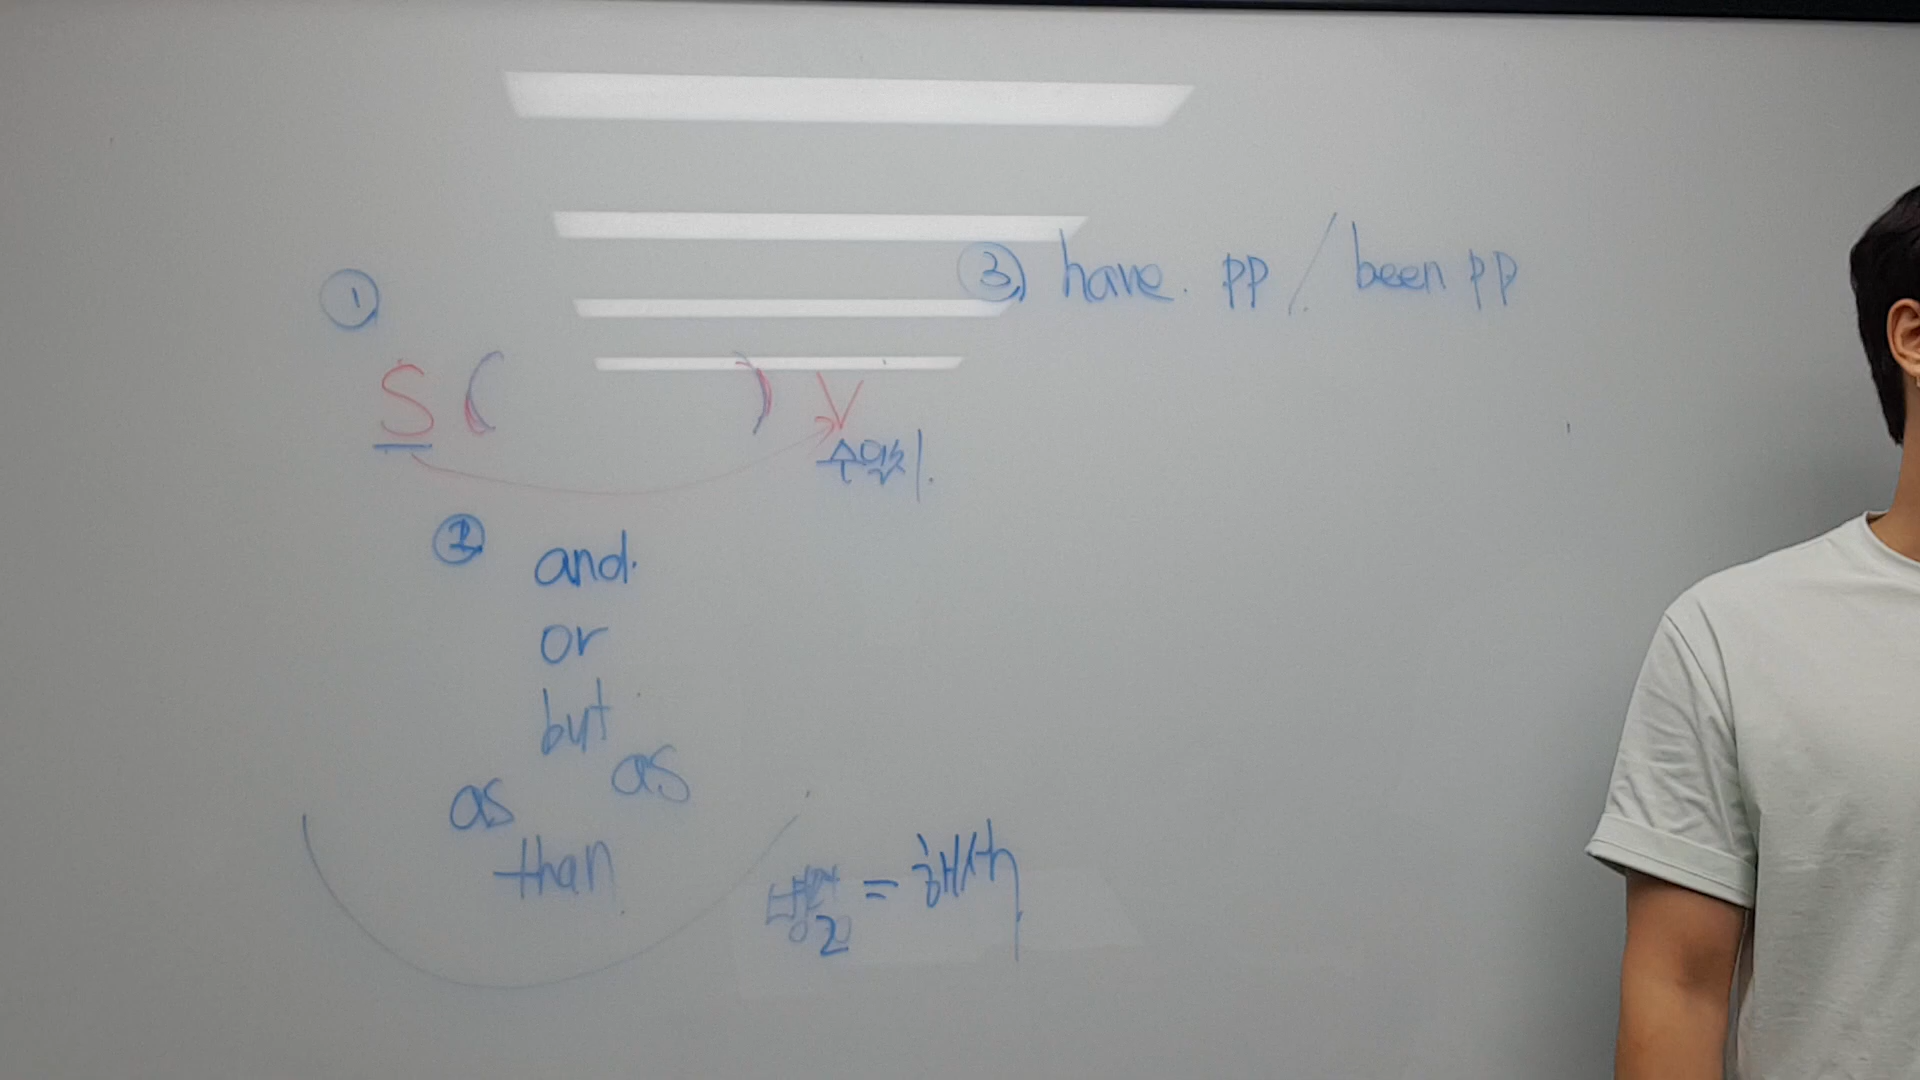 ①
S ( ) V
수일치.
② and.
or
but
as as
than
병렬 = 해석
③ have. pp / been pp